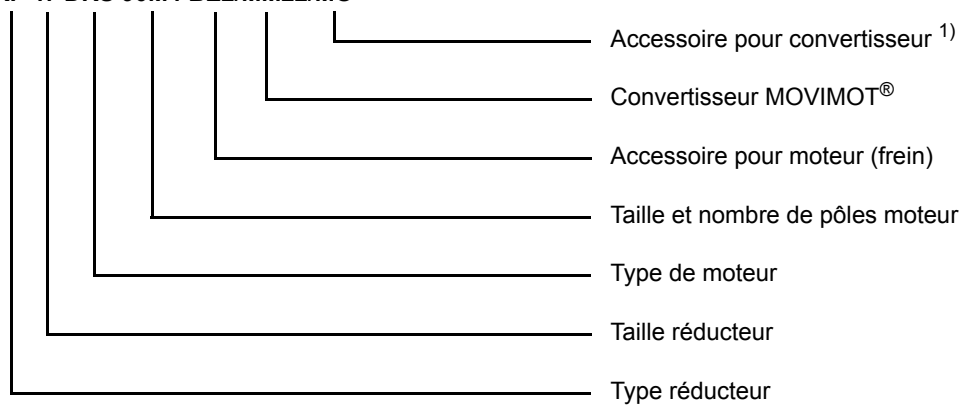 Accessoire pour convertisseur 1)
Convertisseur MOVIMOT®
Accessoire pour moteur (frein)
Taille et nombre de pôles moteur
Type de moteur
Taille réducteur
Type réducteur